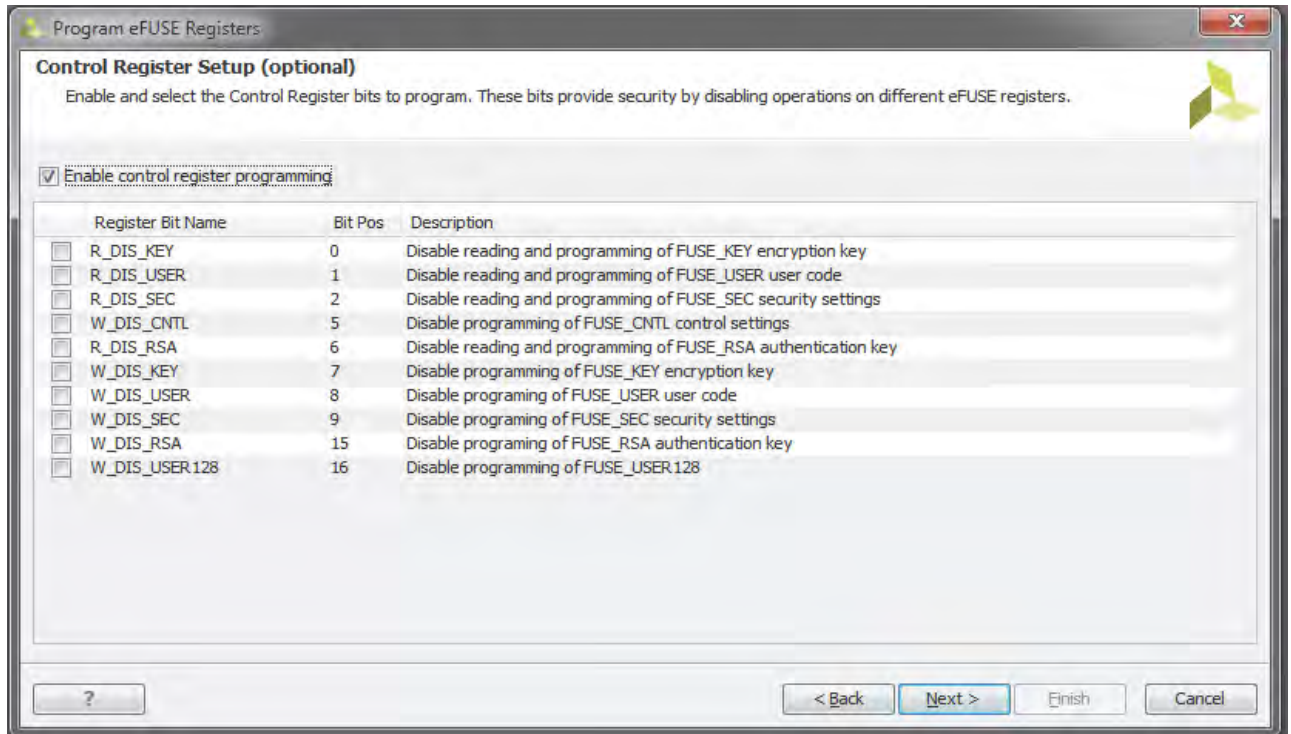 Program eFUSE Registers
Control Register Setup (optional)
Enable and select the Control Register bits to program. These bits provide security by disabling operations on different eFUSE registers.
Enable control register programming
Register Bit Name Bit Pos Description
R_DIS_KEY 0 Disable reading and programming of FUSE_KEY encryption key
R_DIS_USER 1 Disable reading and programming of FUSE_USER user code
R_DIS_SEC 2 Disable reading and programming of FUSE_SEC security settings
W_DIS_CNTL 5 Disable programming of FUSE_CNTL control settings
R_DIS_RSA 6 Disable reading and programming of FUSE_RSA authentication key
W_DIS_KEY 7 Disable programming of FUSE_KEY encryption key
W_DIS_USER 8 Disable programing of FUSE_USER user code
W_DIS_SEC 9 Disable programing of FUSE_SEC security settings
W_DIS_RSA 15 Disable programing of FUSE_RSA authentication key
W_DIS_USER128 16 Disable programming of FUSE_USER128
? < Back Next > Finish Cancel